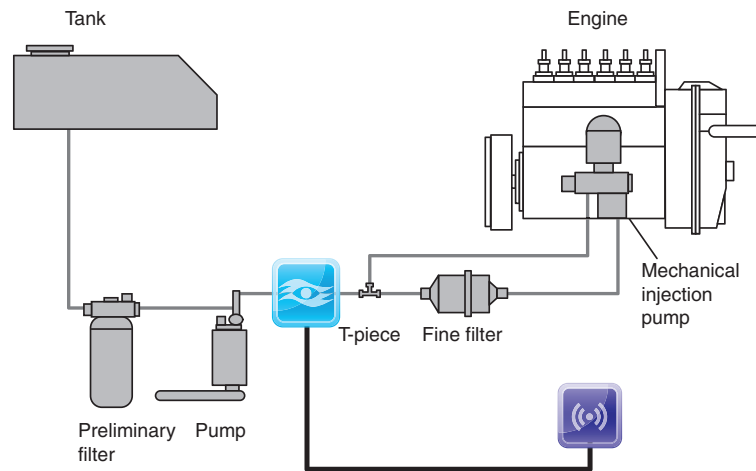 Tank
Engine
Mechanical
injection
pump
T-piece
Fine filter
Preliminary
filter
Pump